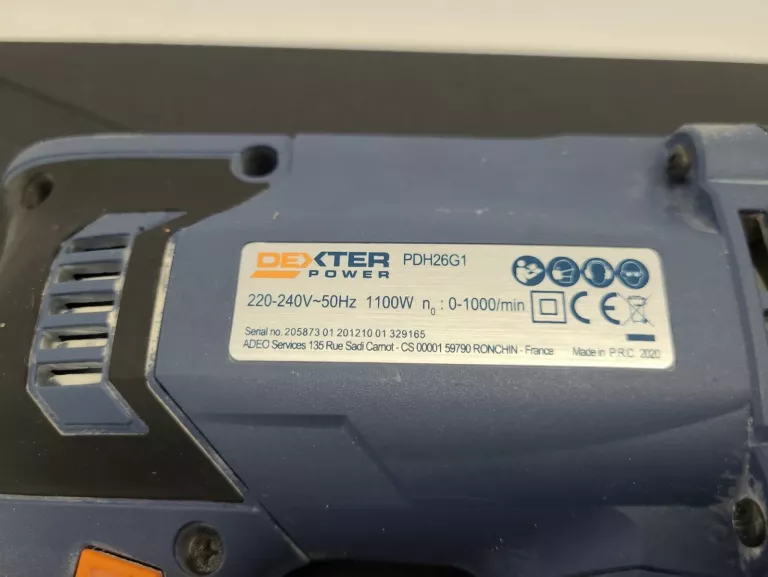 DEXTER
POWER
PDH26G1
220-240V~50Hz 1100W n₀ : 0-1000/min CE
Serial no. 205873 01 201210 01 329165
ADEO Services 135 Rue Sadi Carnot - CS 00001 59790 RONCHIN - France Made in P.R.C. 2020